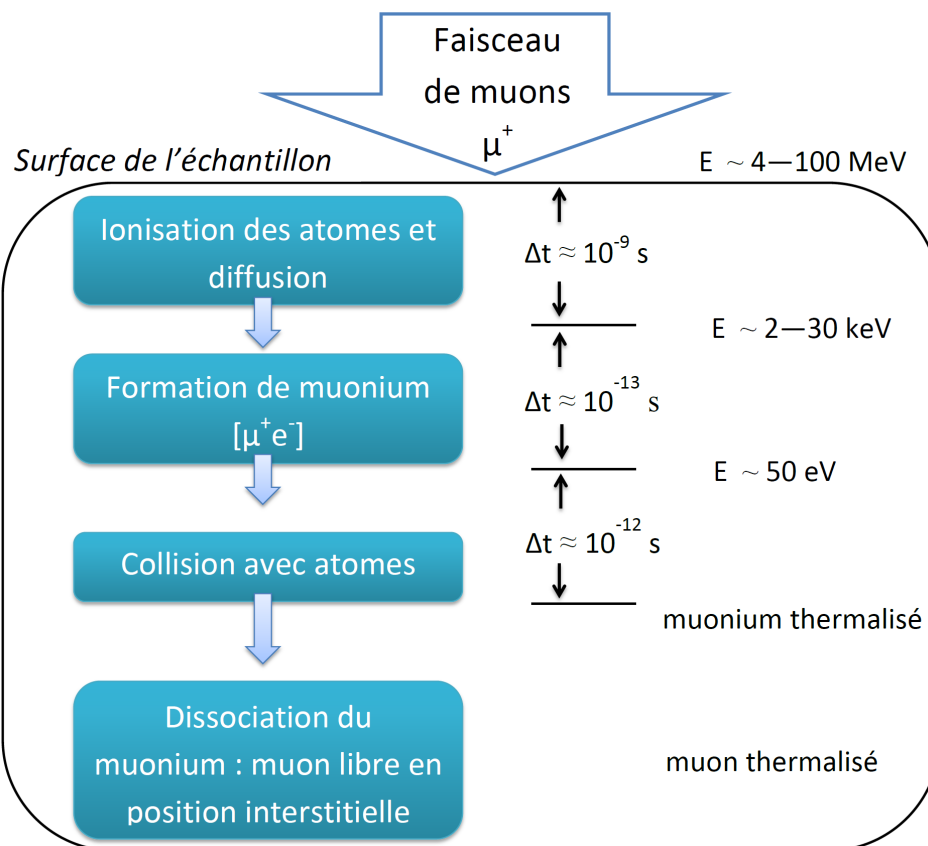 Faisceau
de muons
μ⁺
Surface de l’échantillon
E ~ 4—100 MeV
Ionisation des atomes et
diffusion
Δt ≈ 10⁻⁹ s
E ~ 2—30 keV
Formation de muonium
[μ⁺e⁻]
Δt ≈ 10⁻¹³ s
E ~ 50 eV
Collision avec atomes
Δt ≈ 10⁻¹² s
muonium thermalisé
Dissociation du
muonium : muon libre en
position interstitielle
muon thermalisé